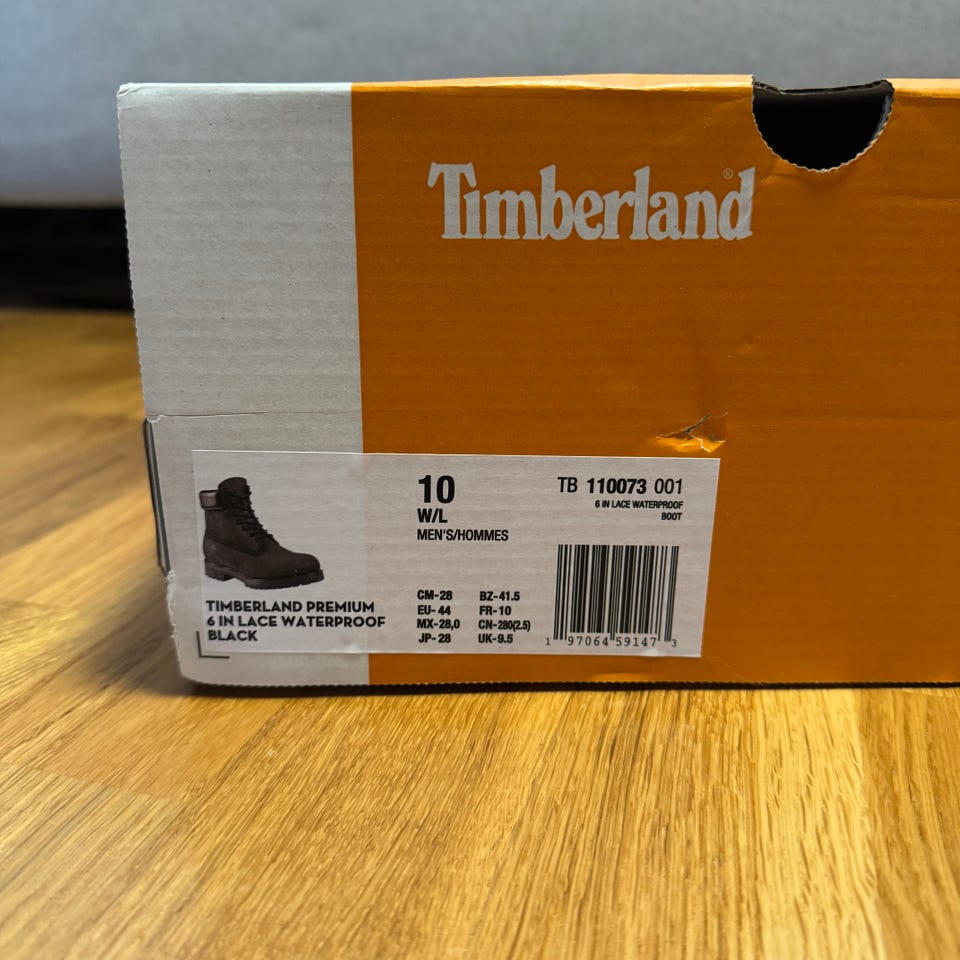 Timberland®
10
W/L
MEN'S/HOMMES
TB 110073 001
6 IN LACE WATERPROOF
BOOT
TIMBERLAND PREMIUM
6 IN LACE WATERPROOF
BLACK
CM-28 BZ-41.5
EU-44 FR-10
MX-28,0 CN-280(2.5)
JP-28 UK-9.5
1 97064 59147 3